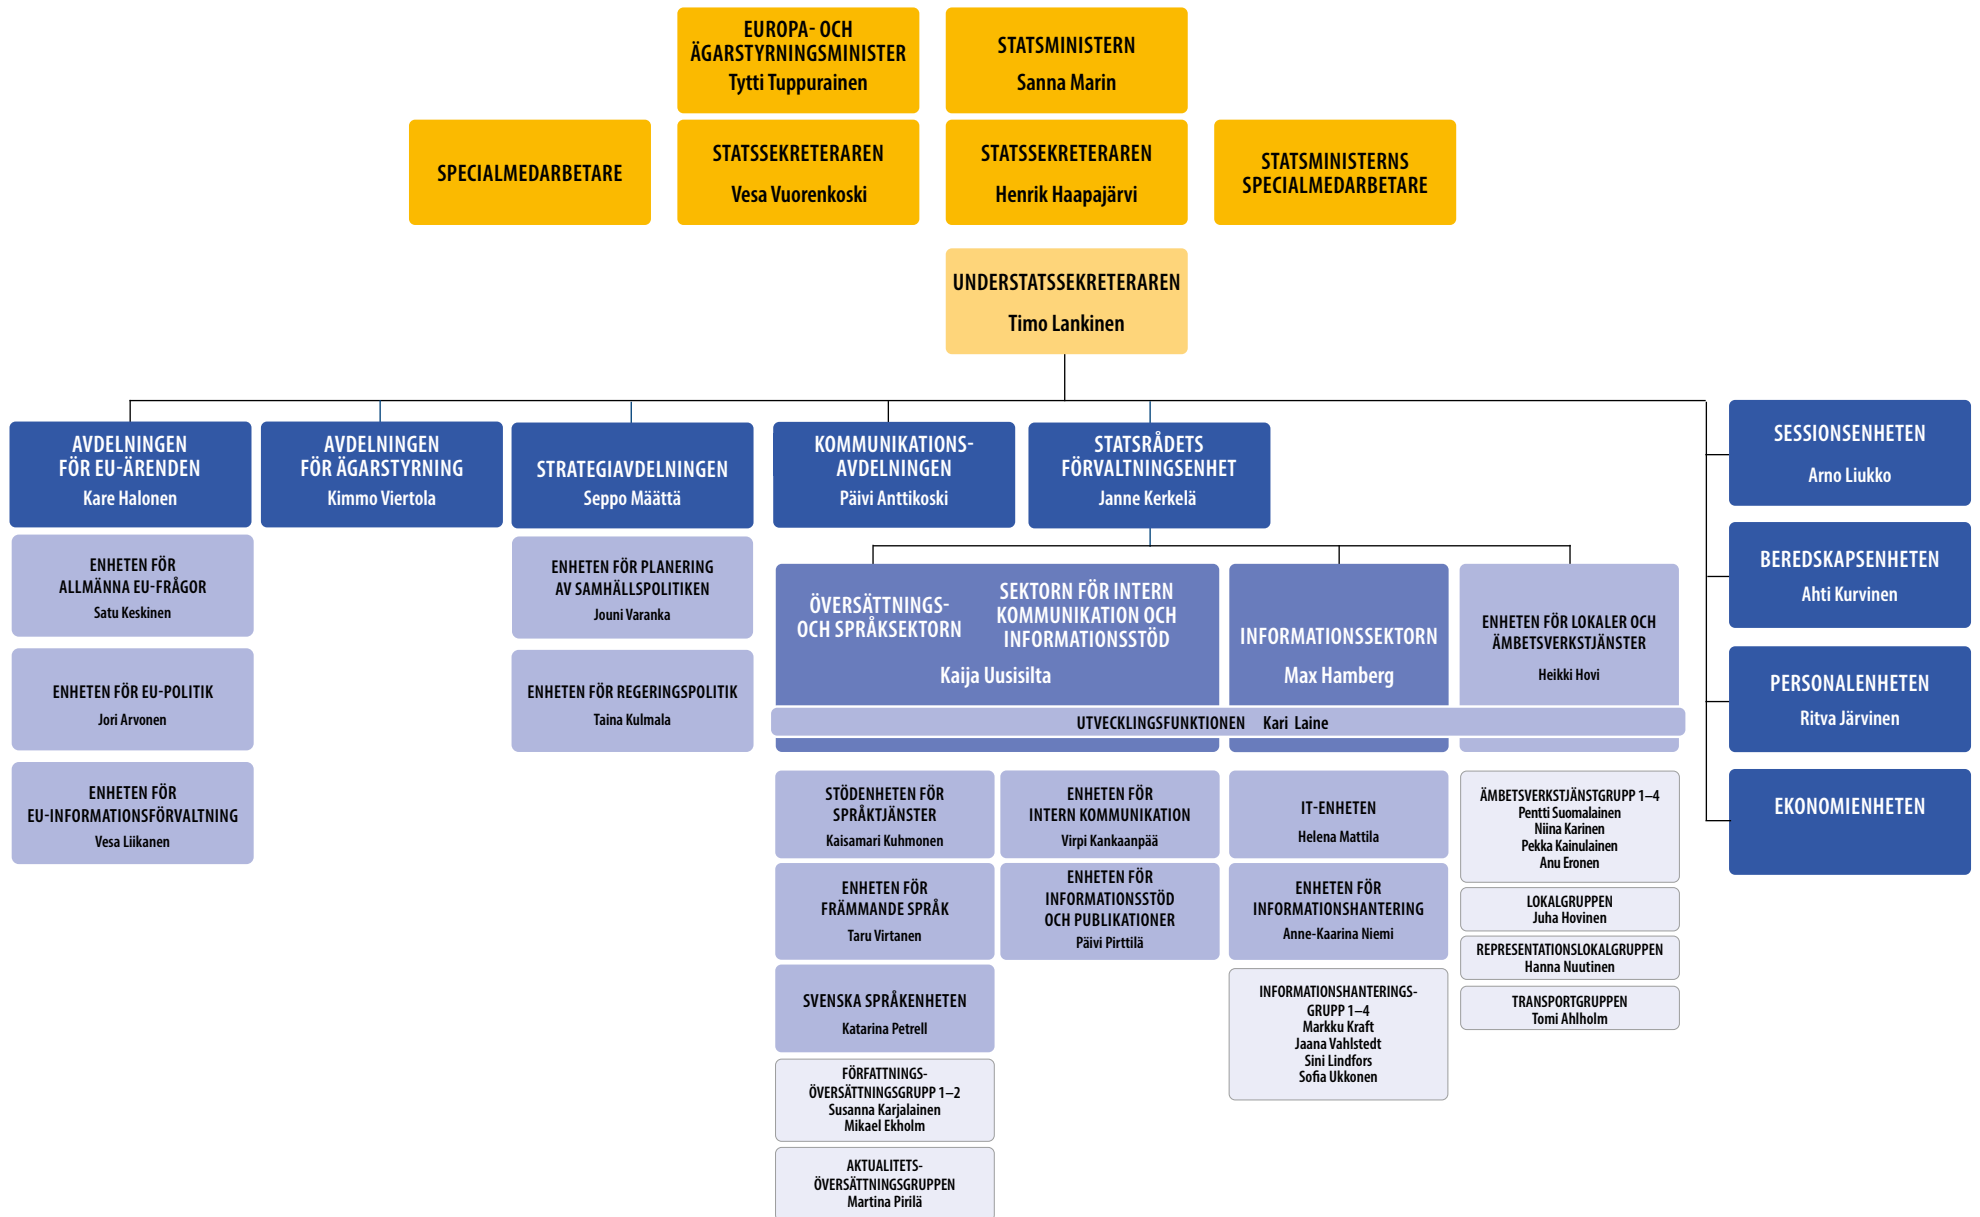 EUROPA- OCH
ÄGARSTYRNINGSMINISTER
Tytti Tuppurainen
STATSMINISTERN
Sanna Marin
SPECIALMEDARBETARE
STATSSEKRETERAREN
Vesa Vuorenkoski
STATSSEKRETERAREN
Henrik Haapajärvi
STATSMINISTERNS
SPECIALMEDARBETARE
UNDERSTATSSEKRETERAREN
Timo Lankinen
AVDELNINGEN
FÖR EU-ÄRENDEN
Kare Halonen
AVDELNINGEN
FÖR ÄGARSTYRNING
Kimmo Viertola
STRATEGIAVDELNINGEN
Seppo Määttä
KOMMUNIKATIONS-
AVDELNINGEN
Päivi Anttikoski
STATSRÅDETS
FÖRVALTNINGSENHET
Janne Kerkelä
SESSIONSENHETEN
Arno Liukko
BEREDSKAPSENHETEN
Ahti Kurvinen
PERSONALENHETEN
Ritva Järvinen
EKONOMIENHETEN
ENHETEN FÖR
ALLMÄNNA EU-FRÅGOR
Satu Keskinen
ENHETEN FÖR EU-POLITIK
Jori Arvonen
ENHETEN FÖR
EU-INFORMATIONSFÖRVALTNING
Vesa Liikanen
ENHETEN FÖR PLANERING
AV SAMHÄLLSPOLITIKEN
Jouni Varanka
ENHETEN FÖR REGERINGSPOLITIK
Taina Kulmala
ÖVERSÄTTNINGS-
OCH SPRÅKSEKTORN
SEKTORN FÖR INTERN
KOMMUNIKATION OCH
INFORMATIONSSTÖD
Kaija Uusisilta
INFORMATIONSSEKTORN
Max Hamberg
ENHETEN FÖR LOKALER OCH
ÄMBETSVERKSTJÄNSTER
Heikki Hovi
UTVECKLINGSFUNKTIONEN Kari Laine
STÖDENHETEN FÖR
SPRÅKTJÄNSTER
Kaisamari Kuhmonen
ENHETEN FÖR
FRÄMMANDE SPRÅK
Taru Virtanen
SVENSKA SPRÅKENHETEN
Katarina Petrell
FÖRFATTNINGS-
ÖVERSÄTTNINGSGRUPP 1–2
Susanna Karjalainen
Mikael Ekholm
AKTUALITETS-
ÖVERSÄTTNINGSGRUPPEN
Martina Pirilä
ENHETEN FÖR
INTERN KOMMUNIKATION
Virpi Kankaanpää
ENHETEN FÖR
INFORMATIONSSTÖD
OCH PUBLIKATIONER
Päivi Pirttilä
IT-ENHETEN
Helena Mattila
ENHETEN FÖR
INFORMATIONSHANTERING
Anne-Kaarina Niemi
INFORMATIONSHANTERINGS-
GRUPP 1–4
Markku Kraft
Jaana Vahlstedt
Sini Lindfors
Sofia Ukkonen
ÄMBETSVERKSTJÄNSTGRUPP 1–4
Pentti Suomalainen
Niina Karinen
Pekka Kainulainen
Anu Eronen
LOKALGRUPPEN
Juha Hovinen
REPRESENTATIONSLOKALGRUPPEN
Hanna Nuutinen
TRANSPORTGRUPPEN
Tomi Ahlholm